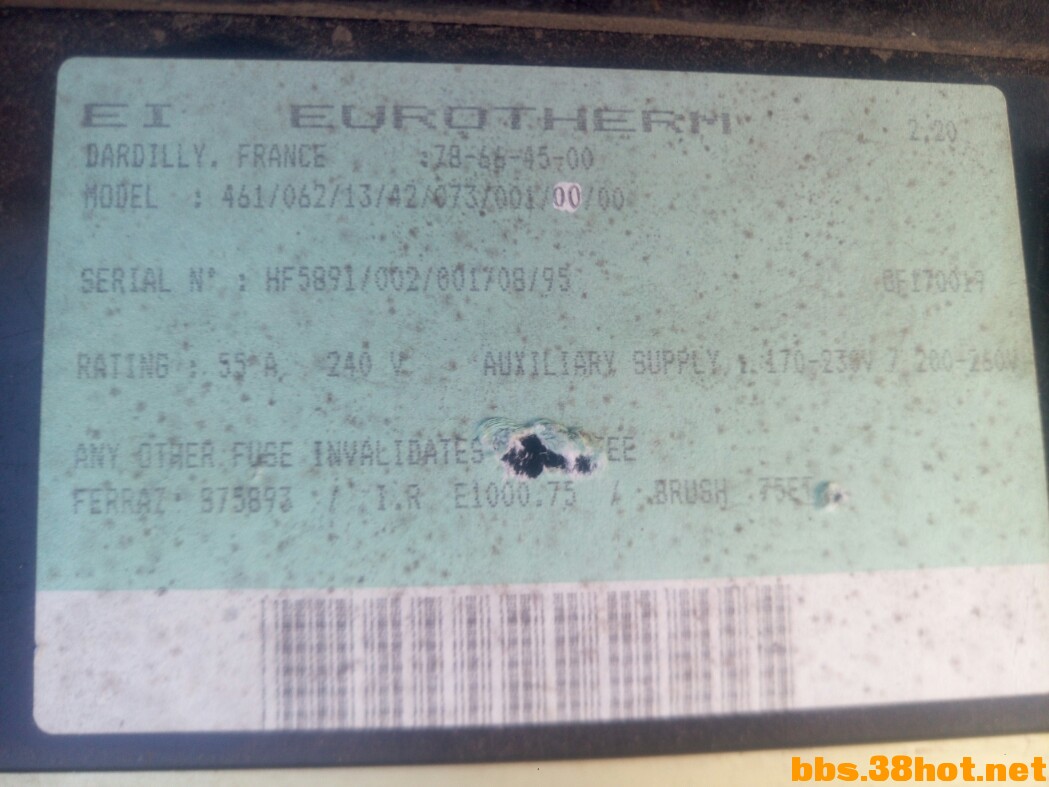 EI EUROTHERM
2.20
DARDILLY. FRANCE :78-66-45-00
MODEL : 461/062/13/42/073/001/00/00
SERIAL N° : HF5891/002/001708/95
RATING : 55 A 240 V AUXILIARY SUPPLY : 170-230V / 200-260V
ANY OTHER FUSE INVALIDATES
FERRAZ / I.R E1000.75 / BRUSH
bbs.38hot.net